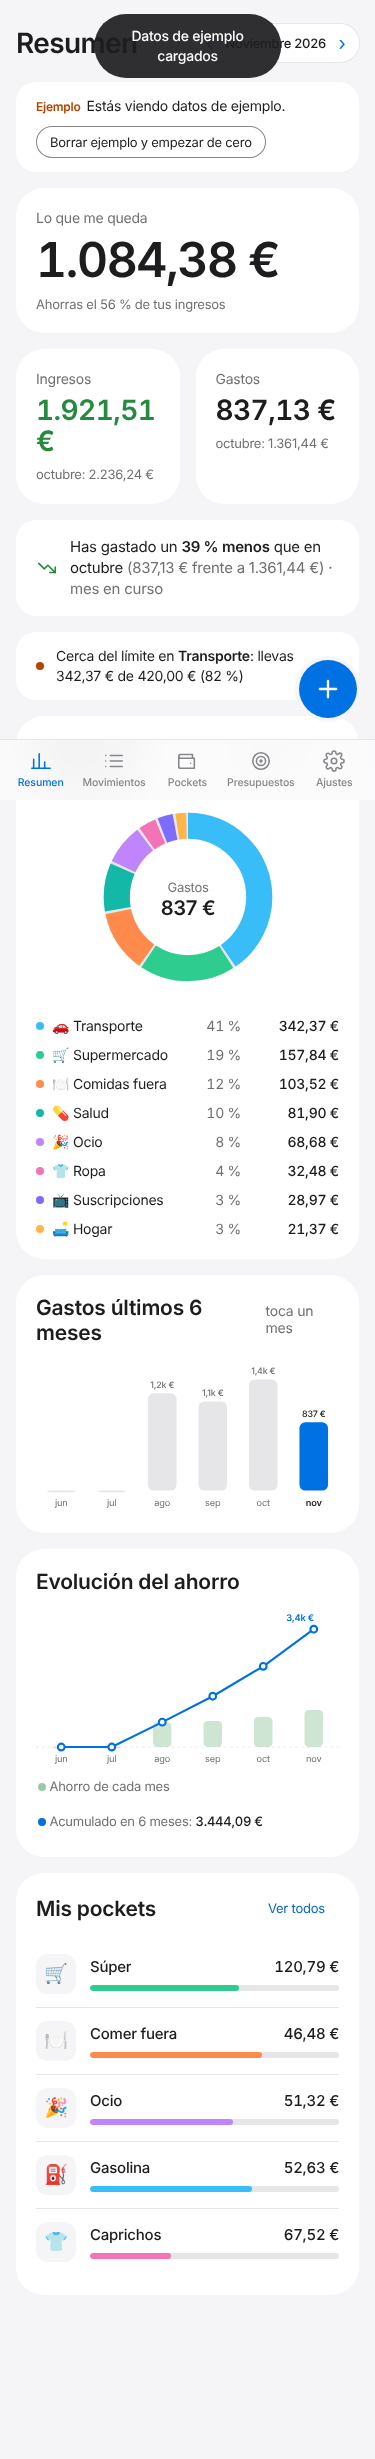 Resumen
Datos de ejemplo
cargados
Noviembre 2026
Ejemplo Estás viendo datos de ejemplo.
Borrar ejemplo y empezar de cero
Lo que me queda
1.084,38 €
Ahorras el 56 % de tus ingresos
Ingresos
1.921,51
€
octubre: 2.236,24 €
Gastos
837,13 €
octubre: 1.361,44 €
Has gastado un 39 % menos que en
octubre (837,13 € frente a 1.361,44 €) ·
mes en curso
Cerca del límite en Transporte: llevas
342,37 € de 420,00 € (82 %)
Resumen
Movimientos
Pockets
Presupuestos
Ajustes
Gastos
837 €
Transporte 41 % 342,37 €
Supermercado 19 % 157,84 €
Comidas fuera 12 % 103,52 €
Salud 10 % 81,90 €
Ocio 8 % 68,68 €
Ropa 4 % 32,48 €
Suscripciones 3 % 28,97 €
Hogar 3 % 21,37 €
Gastos últimos 6
meses
toca un
mes
1,2k €
1,1k €
1,4k €
837 €
jun jul ago sep oct nov
Evolución del ahorro
3,4k €
jun jul ago sep oct nov
Ahorro de cada mes
Acumulado en 6 meses: 3.444,09 €
Mis pockets
Ver todos
Súper 120,79 €
Comer fuera 46,48 €
Ocio 51,32 €
Gasolina 52,63 €
Caprichos 67,52 €